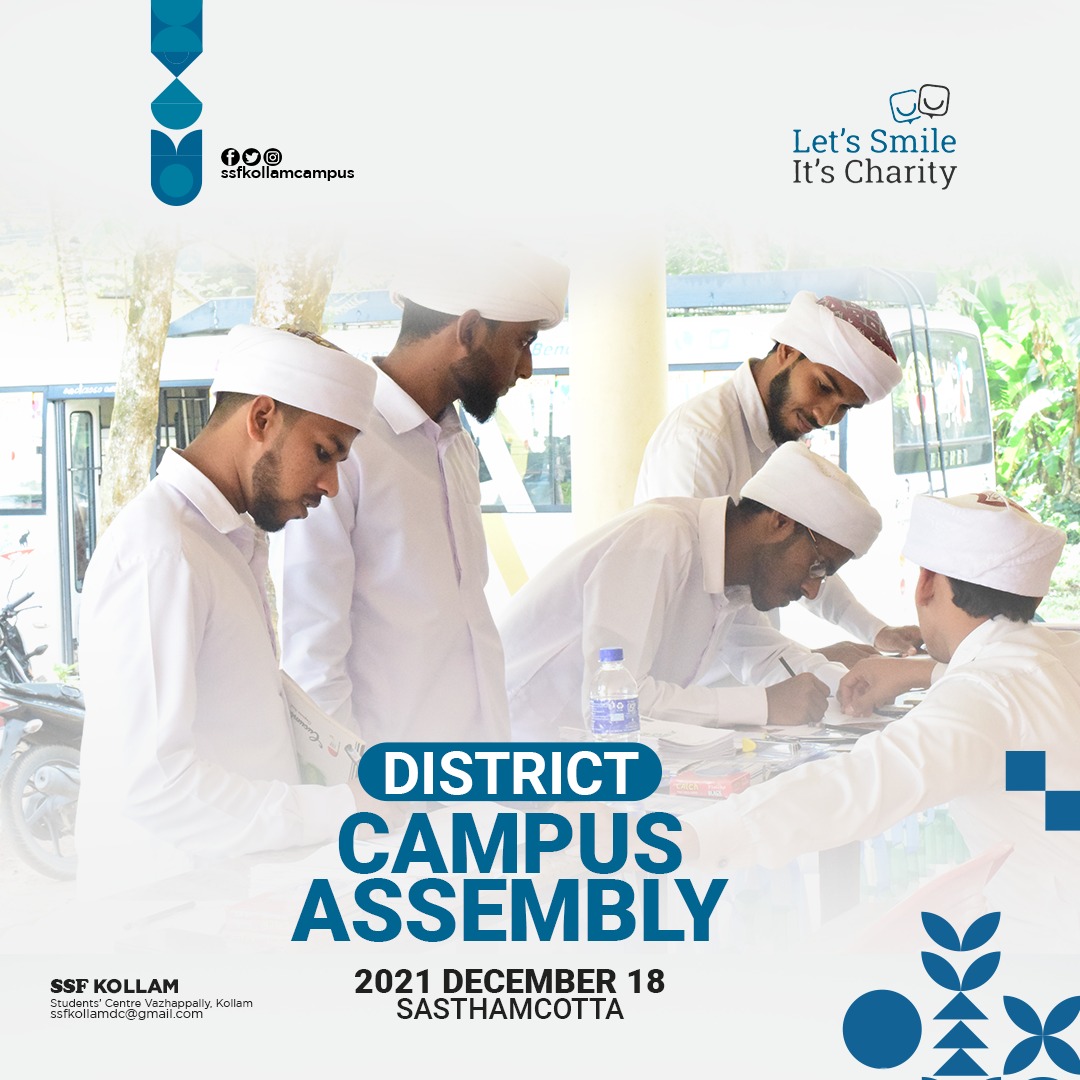 ssfkollamcampus
Let's Smile
It's Charity
DISTRICT
CAMPUS
ASSEMBLY
2021 DECEMBER 18
SASTHAMCOTTA
SSF KOLLAM
Students' Centre Vazhappally, Kollam
ssfkollamdc@gmail.com